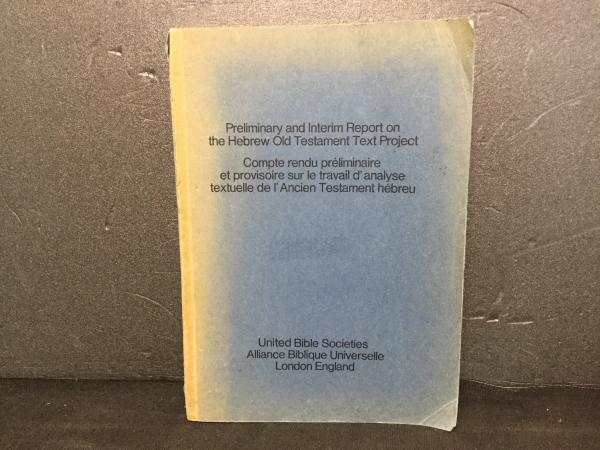 Preliminary and Interim Report on
the Hebrew Old Testament Text Project
Compte rendu préliminaire
et provisoire sur le travail d'analyse
textuelle de l'Ancien Testament hébreu
United Bible Societies
Alliance Biblique Universelle
London England